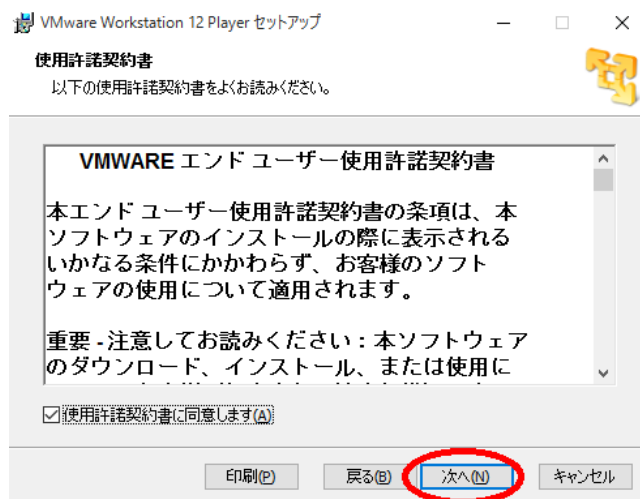 VMware Workstation 12 Player セットアップ
使用許諾契約書
以下の使用許諾契約書をよくお読みください。
VMWARE エンド ユーザー使用許諾契約書
本エンド ユーザー使用許諾契約書の条項は、本
ソフトウェアのインストールの際に表示される
いかなる条件にかかわらず、お客様のソフト
ウェアの使用について適用されます。
重要 - 注意してお読みください：本ソフトウェア
のダウンロード、インストール、または使用に
使用許諾契約書に同意します(A)
印刷(P) 戻る(B) 次へ(N) キャンセル